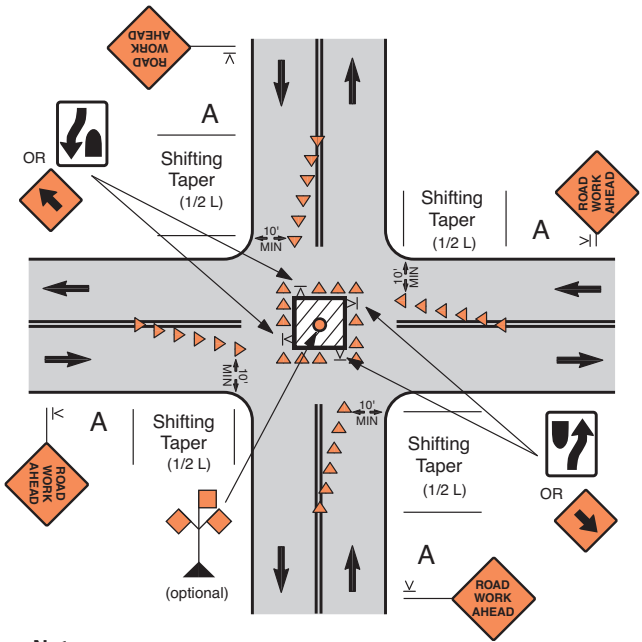 ROAD
WORK
AHEAD
A
OR
Shifting
Taper
(1/2 L)
10'
MIN
Shifting
Taper
(1/2 L)
A
ROAD
WORK
AHEAD
10'
MIN
10'
MIN
A
Shifting
Taper
(1/2 L)
ROAD
WORK
AHEAD
10'
MIN
Shifting
Taper
(1/2 L)
OR
(optional)
A
ROAD
WORK
AHEAD